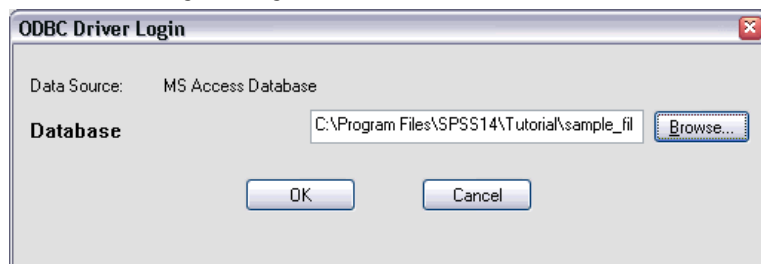 ODBC Driver Login
Data Source: MS Access Database
Database C:\Program Files\SPSS14\Tutorial\sample_fil Browse...
OK Cancel